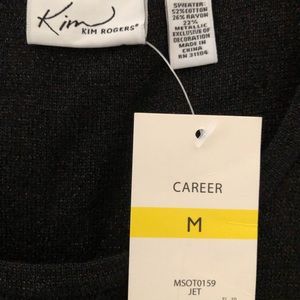 Kim
KIM ROGERS®
SWEATER:
52%COTTON
26%RAYON
22%
METALLIC
EXCLUSIVE OF
DECORATION
MADE IN
CHINA
RN 31104
CAREER
M
MSOT0159
JET